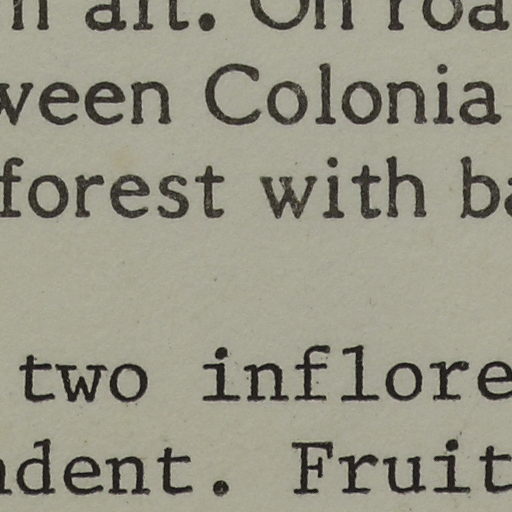 m alt. On roa
ween Colonia
forest with ba
two inflore
ndent. Fruit